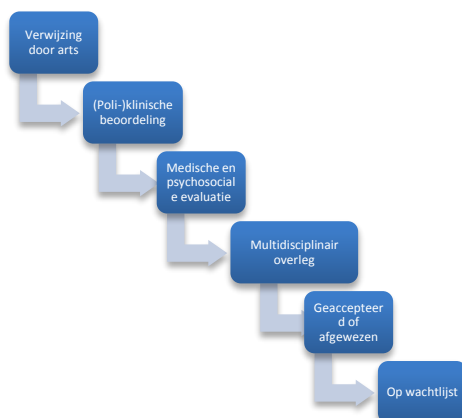 Verwijzing
door arts
(Poli-)klinische
beoordeling
Medische en
psychosocial
e evaluatie
Multidisciplinair
overleg
Geaccepteer
d of
afgewezen
Op wachtlijst